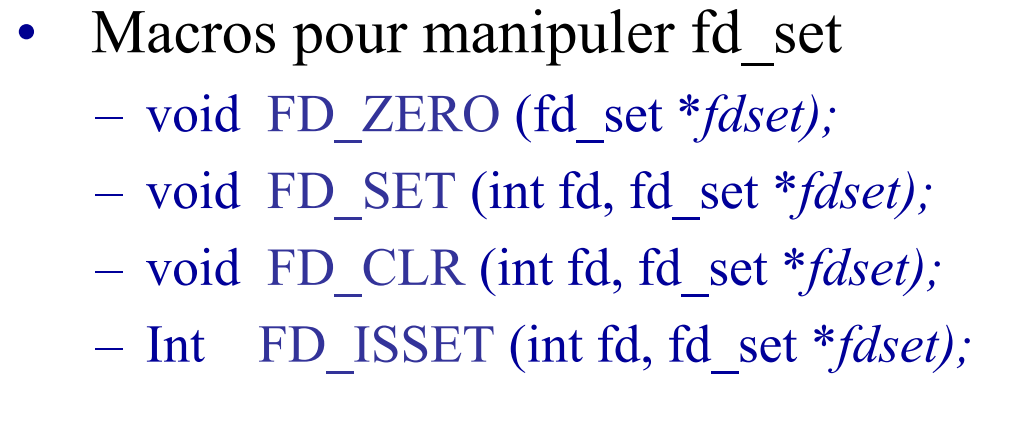 • Macros pour manipuler fd_set
– void FD_ZERO (fd_set *fdset);
– void FD_SET (int fd, fd_set *fdset);
– void FD_CLR (int fd, fd_set *fdset);
– Int FD_ISSET (int fd, fd_set *fdset);